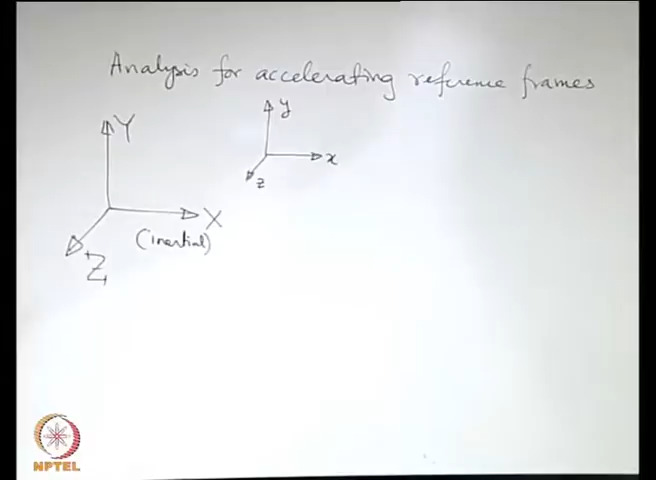 Analysis for accelerating reference frames
Y
y
x
z
X
(inertial)
Z
NPTEL